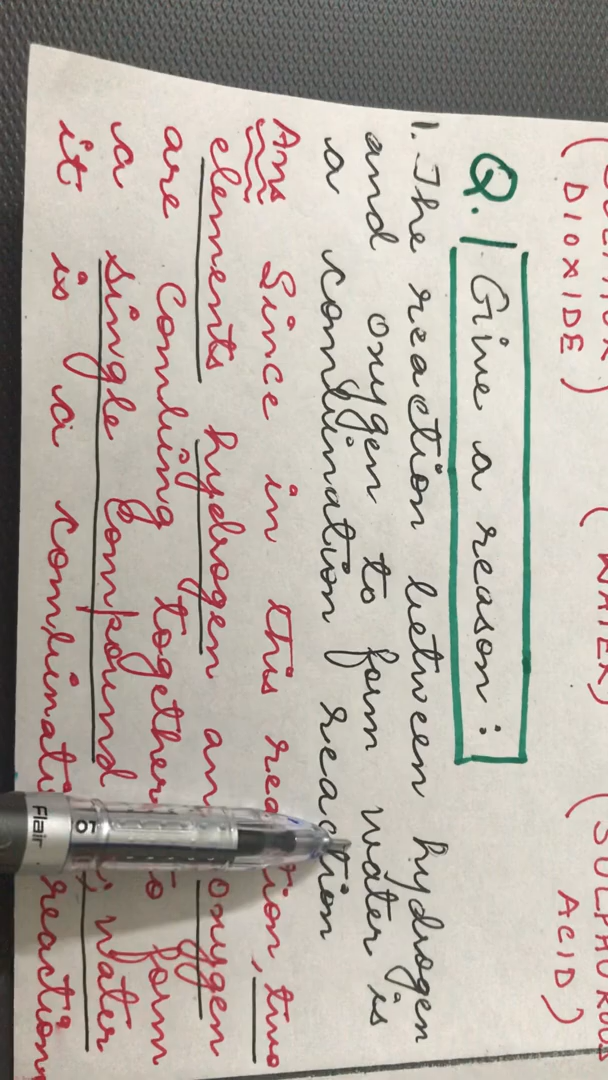 DIOXIDE) (WATER) (SULPHUROUS
ACID)
Q.1 Give a reason:
1. The reaction between hydrogen
and oxygen to form water is
a combination reaction
Ans Since in this reaction, two
elements hydrogen and oxygen
are combing together to form
a single compound water
it is a combination reaction
Flair